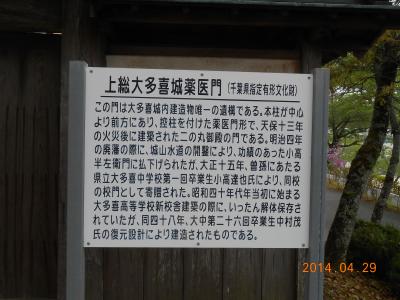 上総大多喜城薬医門（千葉県指定有形文化財）
この門は大多喜城内建造物唯一の遺構である。本柱が中心
より前方にあり、控柱を付けた薬医門形で、天保十三年
の火災後に建築された二の丸御殿の門である。明治四年
の廃藩の際に、城山水道の開鑿により、功績のあった小高
半左衛門に払下げられたが、大正十五年、曽孫にあたる
県立大多喜中学校第一回卒業生小高達也氏により、同校
の校門として寄贈された。昭和四十年代年当初に始まる
大多喜高等学校新校舎建築の際に、いったん解体保存さ
れていたが、同四十八年、大中第二十六回卒業生中村茂
氏の復元設計により建造されたものである。
2014.04.29